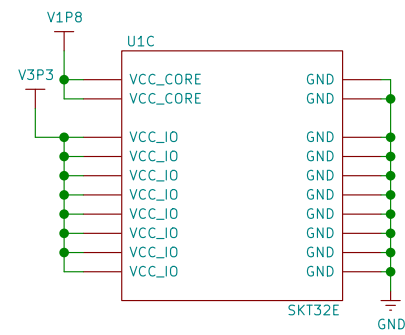 V1P8
U1C
V3P3
VCC_CORE GND
VCC_CORE GND
VCC_IO GND
VCC_IO GND
VCC_IO GND
VCC_IO GND
VCC_IO GND
VCC_IO GND
VCC_IO GND
VCC_IO GND
SKT32E
GND